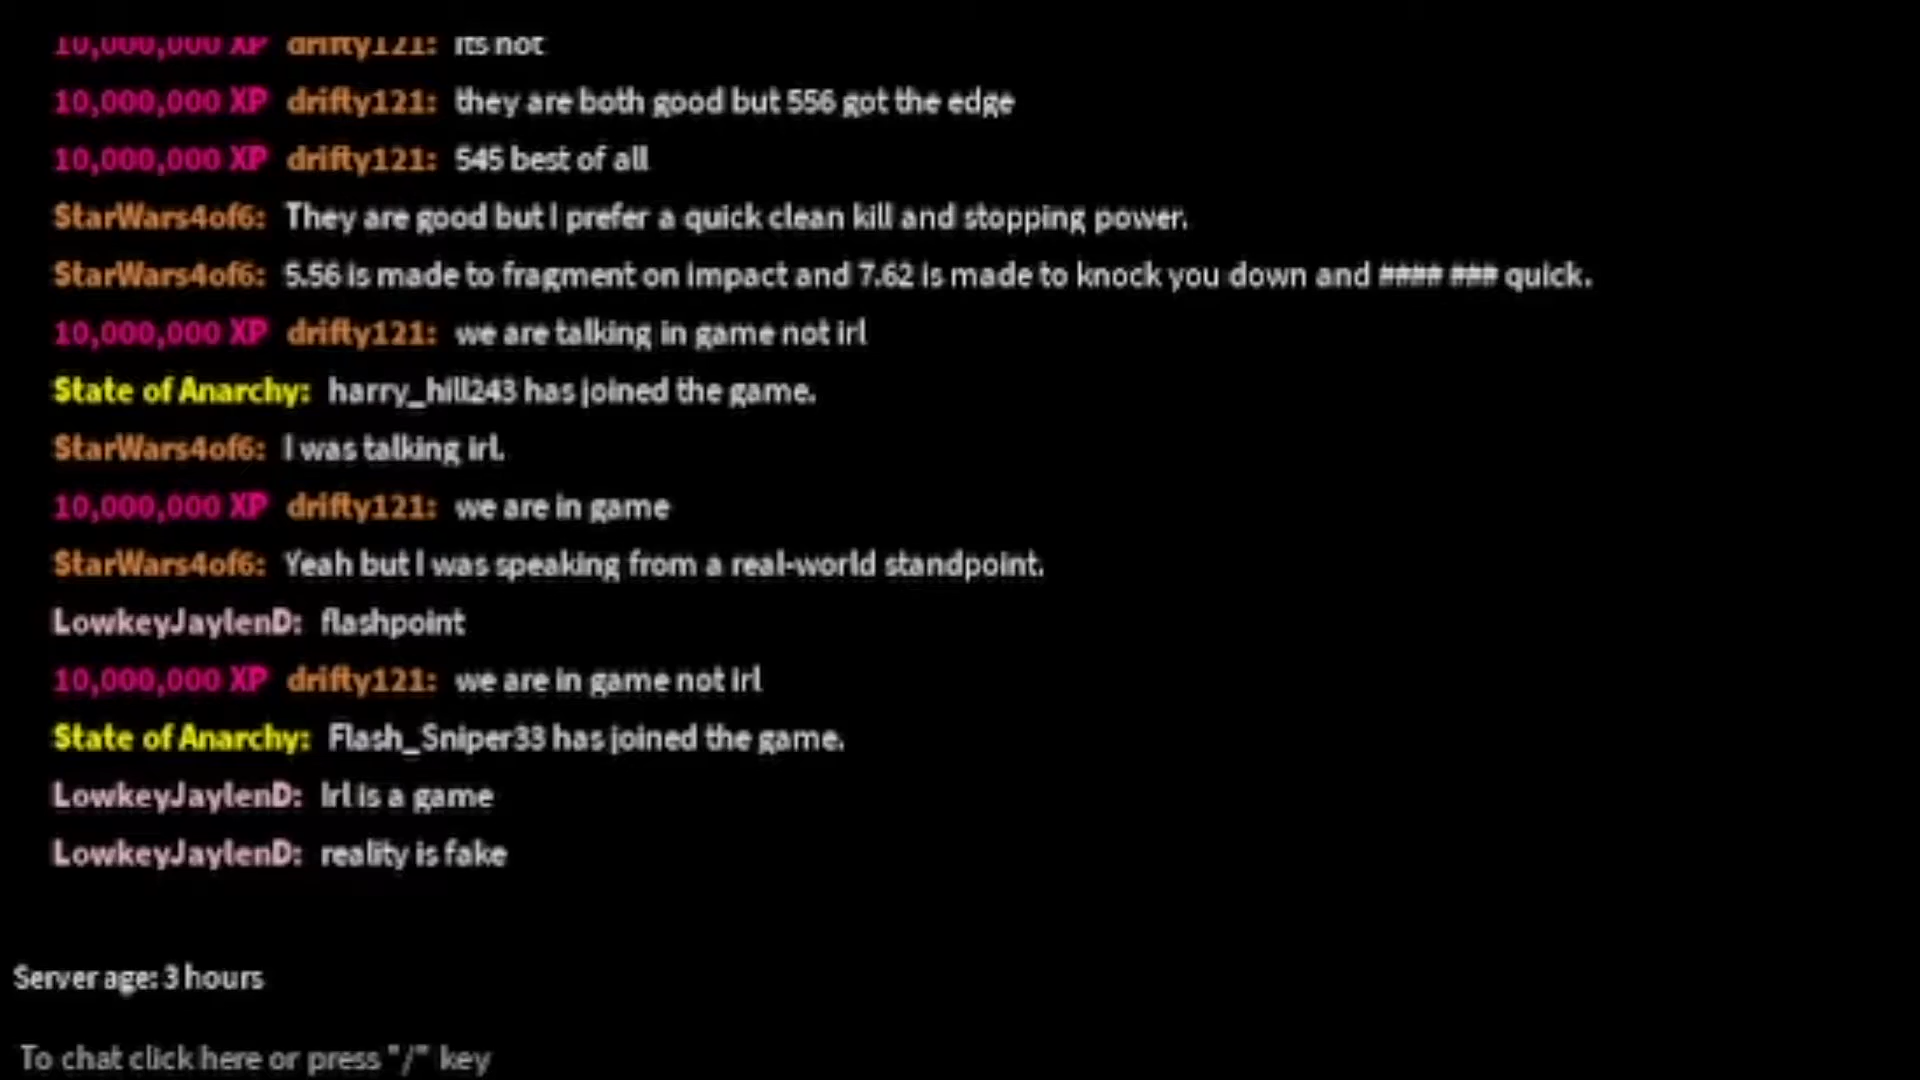 10,000,000 XP drifty121: its not
10,000,000 XP drifty121: they are both good but 556 got the edge
10,000,000 XP drifty121: 545 best of all
StarWars4of6: They are good but I prefer a quick clean kill and stopping power.
StarWars4of6: 5.56 is made to fragment on impact and 7.62 is made to knock you down and #### ### quick.
10,000,000 XP drifty121: we are talking in game not irl
State of Anarchy: harry_hill243 has joined the game.
StarWars4of6: I was talking irl.
10,000,000 XP drifty121: we are in game
StarWars4of6: Yeah but I was speaking from a real-world standpoint.
LowkeyJaylenD: flashpoint
10,000,000 XP drifty121: we are in game not irl
State of Anarchy: Flash_Sniper33 has joined the game.
LowkeyJaylenD: Irl is a game
LowkeyJaylenD: reality is fake
Server age: 3 hours
To chat click here or press "/" key